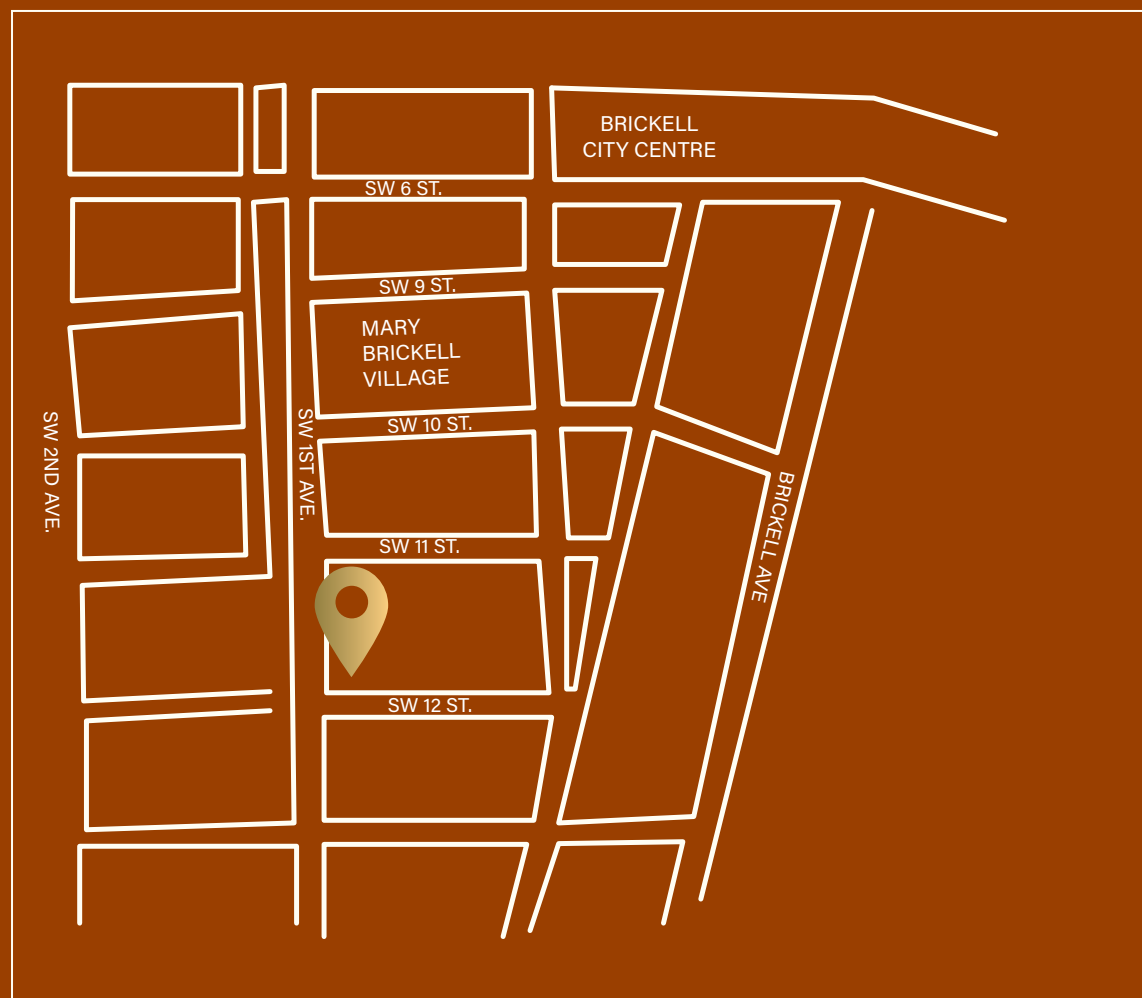 BRICKELL
CITY CENTRE
SW 6 ST.
SW 9 ST.
MARY
BRICKELL
VILLAGE
SW 10 ST.
SW 2ND AVE.
SW 1ST AVE.
BRICKELL AVE
SW 11 ST.
SW 12 ST.